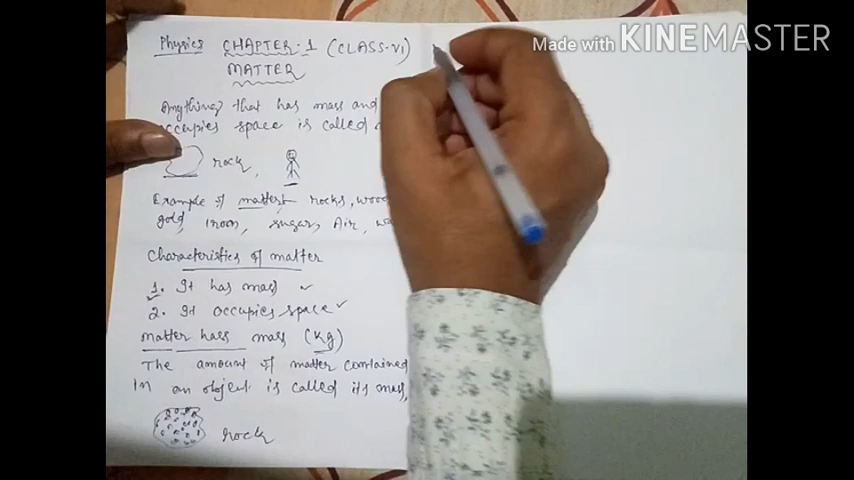 Made with KINEMASTER
Physics CHAPTER-1 (CLASS-VI)
MATTER
Anything that has mass and
occupies space is called
rock,
Example of matter rocks, wood
gold, Iron, sugar, Air,
Characteristics of matter
1. It has mass
2. It occupies space
matter hass mass (Kg)
The amount of matter contained
In an object is called its mass,
rock